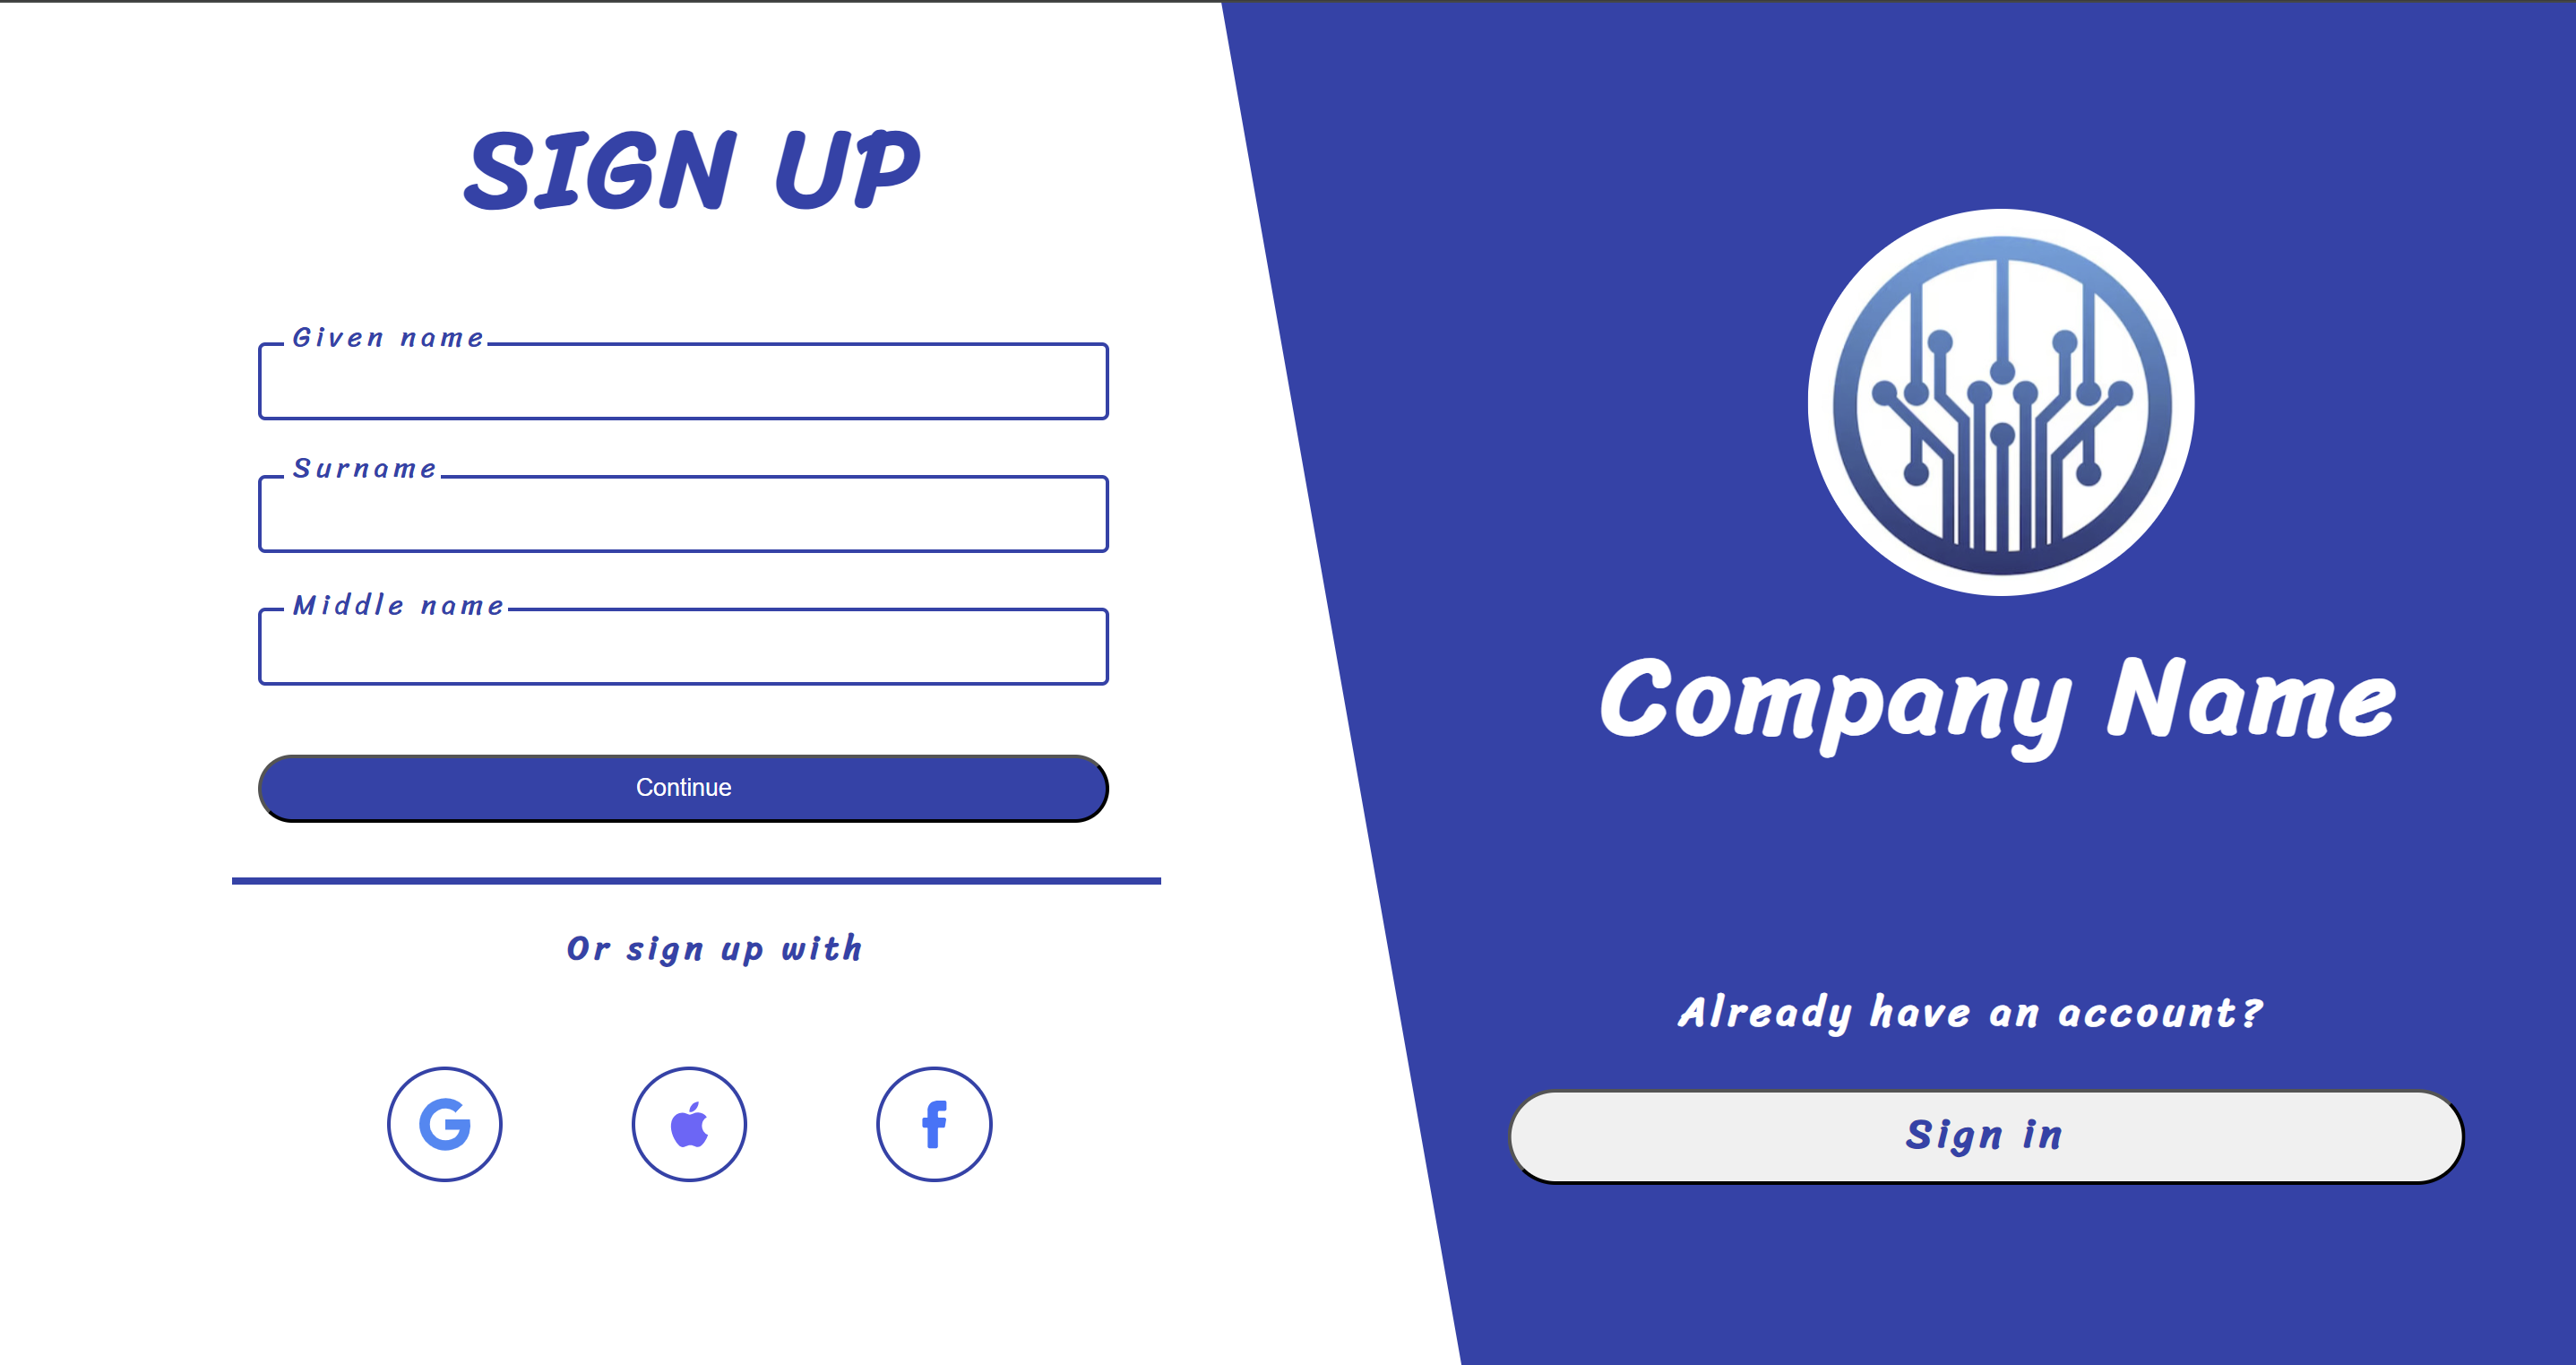 SIGN UP
Given name
Surname
Middle name
Continue
Or sign up with
Company Name
Already have an account?
Sign in